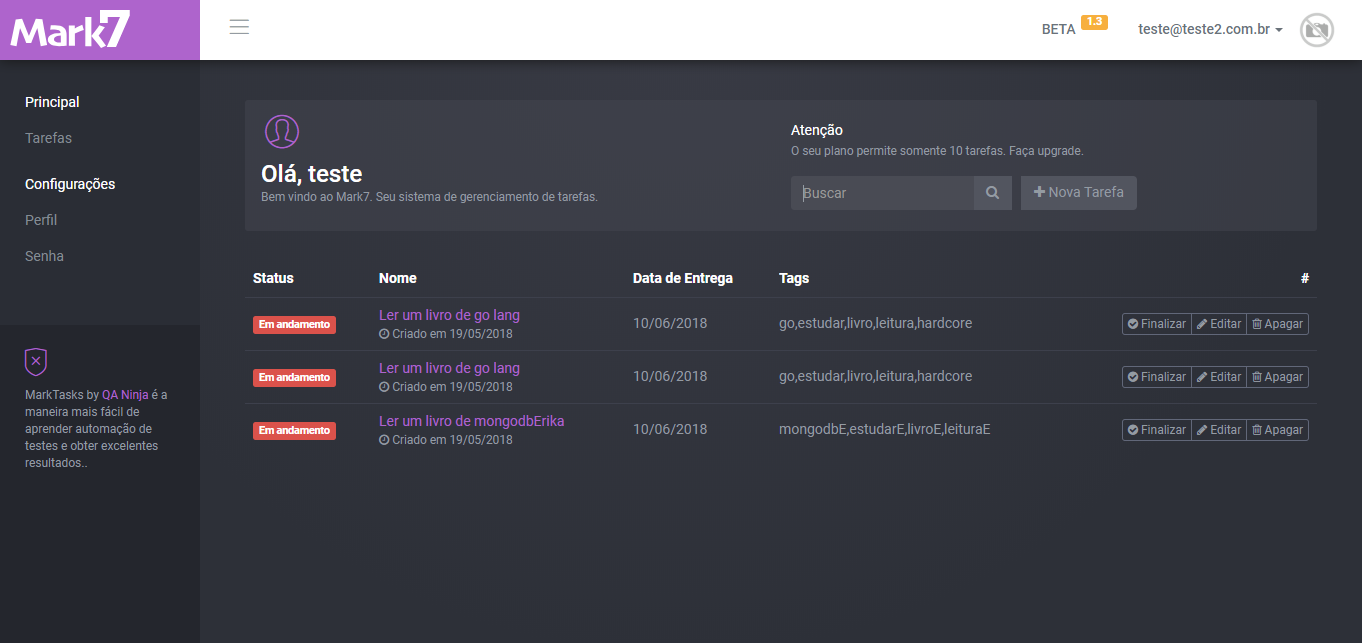 Mark7
BETA 1.3
teste@teste2.com.br
Principal
Tarefas
Configurações
Perfil
Senha
MarkTasks by QA Ninja é a
maneira mais fácil de
aprender automação de
testes e obter excelentes
resultados..
Olá, teste
Bem vindo ao Mark7. Seu sistema de gerenciamento de tarefas.
Atenção
O seu plano permite somente 10 tarefas. Faça upgrade.
Buscar
Nova Tarefa
Status Nome Data de Entrega Tags #
Em andamento Ler um livro de go lang 10/06/2018 go,estudar,livro,leitura,hardcore Finalizar Editar Apagar
Criado em 19/05/2018
Em andamento Ler um livro de go lang 10/06/2018 go,estudar,livro,leitura,hardcore Finalizar Editar Apagar
Criado em 19/05/2018
Em andamento Ler um livro de mongodbErika 10/06/2018 mongodbE,estudarE,livroE,leituraE Finalizar Editar Apagar
Criado em 19/05/2018